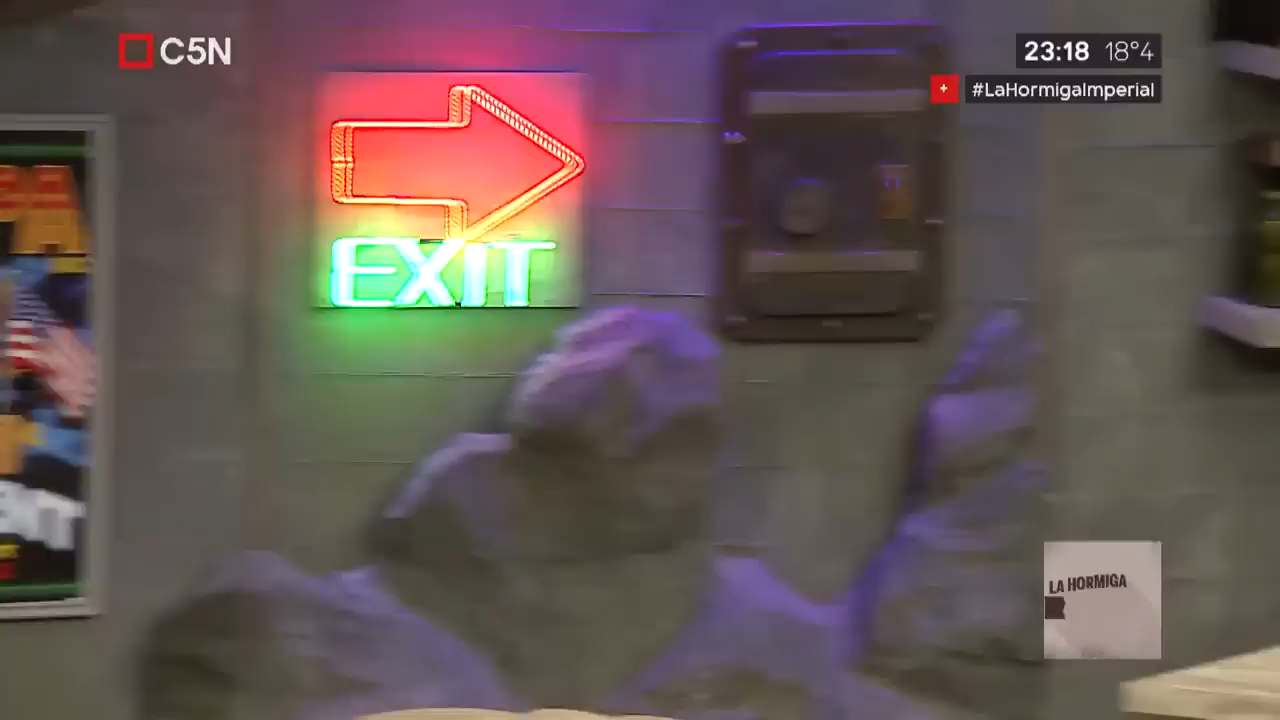 C5N
23:18 18°4
+ #LaHormigaImperial
EXIT
LA HORMIGA